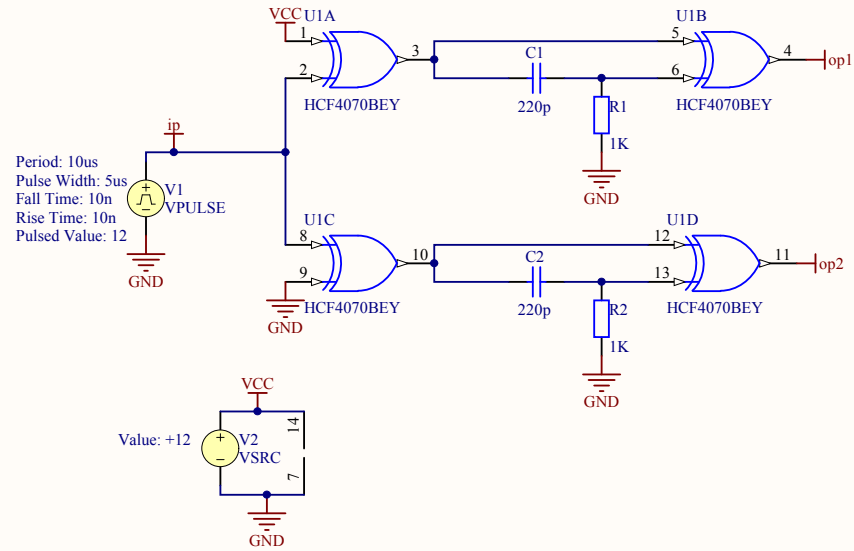 VCC
U1A
1
2
3
HCF4070BEY
U1B
5
6
4
op1
HCF4070BEY
C1
220p
R1
1K
GND
ip
Period: 10us
Pulse Width: 5us
Fall Time: 10n
Rise Time: 10n
Pulsed Value: 12
V1
VPULSE
GND
U1C
8
9
10
GND
HCF4070BEY
C2
220p
R2
1K
GND
U1D
12
13
11
op2
HCF4070BEY
VCC
Value: +12
V2
VSRC
14
7
GND